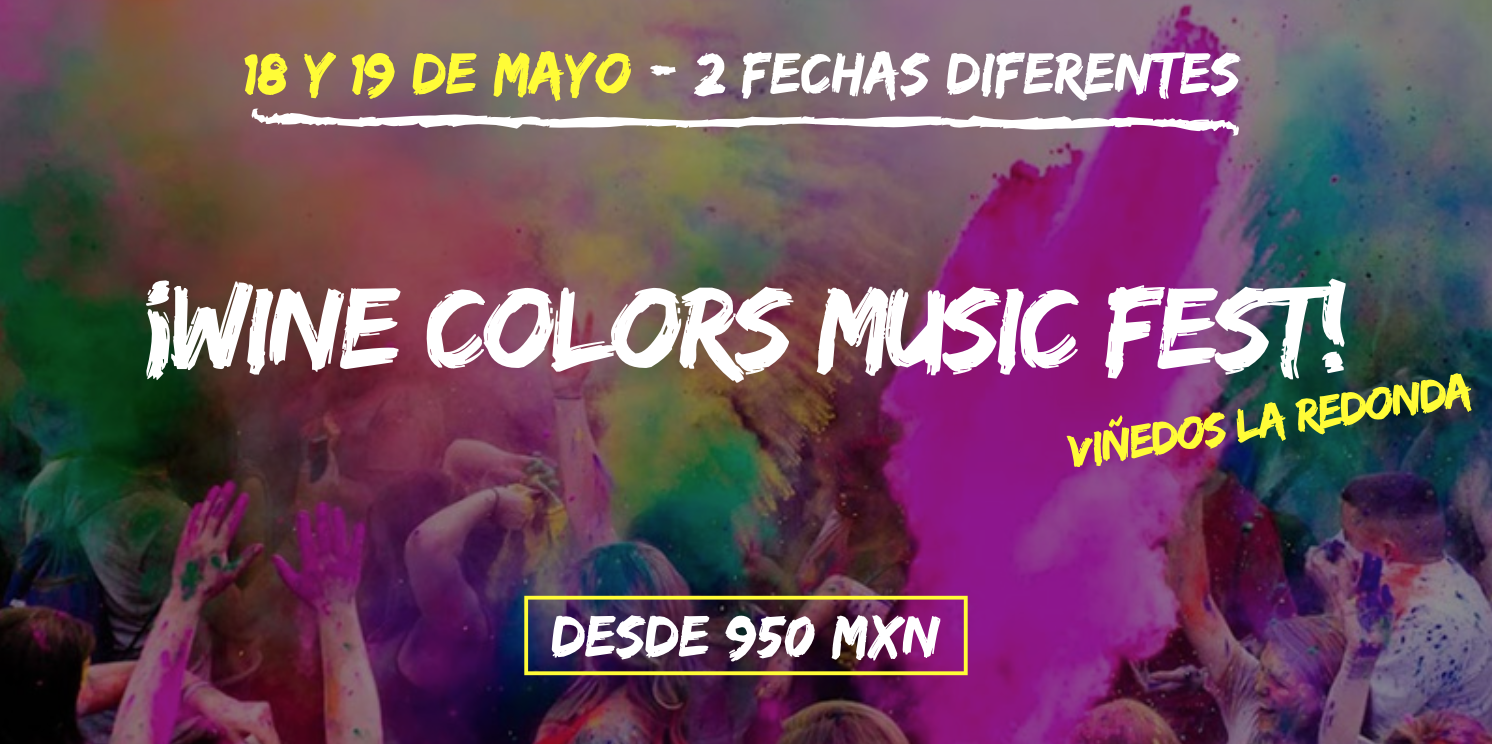 18 Y 19 DE MAYO - 2 FECHAS DIFERENTES
¡WINE COLORS MUSIC FEST!
VIÑEDOS LA REDONDA
DESDE 950 MXN